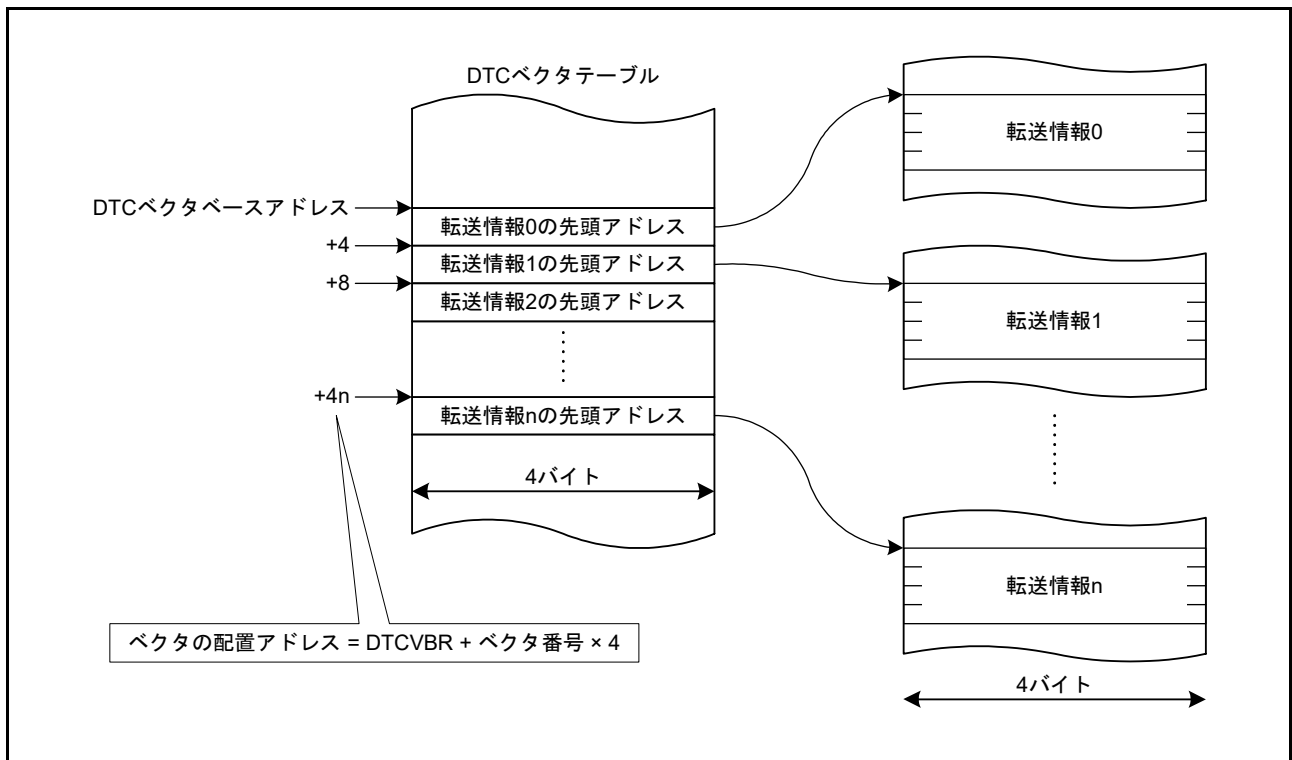 DTCベクタテーブル
DTCベクタベースアドレス
転送情報0の先頭アドレス
+4
転送情報1の先頭アドレス
+8
転送情報2の先頭アドレス
+4n
転送情報nの先頭アドレス
4バイト
ベクタの配置アドレス = DTCVBR + ベクタ番号 × 4
転送情報0
転送情報1
転送情報n
4バイト